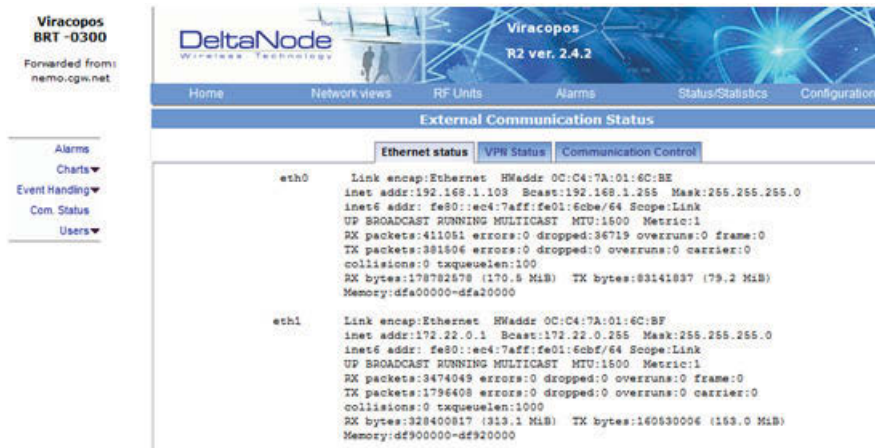 Viracopos
BRT -0300
Forwarded from:
nemo.cgw.net
DeltaNode
Wireless Technology
Viracopos
R2 ver. 2.4.2
Home Network views RF Units Alarms Status/Statistics Configuration
External Communication Status
Alarms
Charts
Event Handling
Com. Status
Users
Ethernet status VPN Status Communication Control
eth0 Link encap:Ethernet HWaddr 0C:C4:7A:01:6C:BE
inet addr:192.168.1.103 Bcast:192.168.1.255 Mask:255.255.255.0
inet6 addr: fe80::ec4:7aff:fe01:6cbe/64 Scope:Link
UP BROADCAST RUNNING MULTICAST MTU:1500 Metric:1
RX packets:411051 errors:0 dropped:36719 overruns:0 frame:0
TX packets:381506 errors:0 dropped:0 overruns:0 carrier:0
collisions:0 txqueuelen:100
RX bytes:178782578 (170.5 MiB) TX bytes:83141837 (79.2 MiB)
Memory:dfa00000-dfa20000
eth1 Link encap:Ethernet HWaddr 0C:C4:7A:01:6C:BF
inet addr:172.22.0.1 Bcast:172.22.0.255 Mask:255.255.255.0
inet6 addr: fe80::ec4:7aff:fe01:6cbf/64 Scope:Link
UP BROADCAST RUNNING MULTICAST MTU:1500 Metric:1
RX packets:3474049 errors:0 dropped:0 overruns:0 frame:0
TX packets:1796408 errors:0 dropped:0 overruns:0 carrier:0
collisions:0 txqueuelen:1000
RX bytes:328400817 (313.1 MiB) TX bytes:160530006 (153.0 MiB)
Memory:df900000-df920000